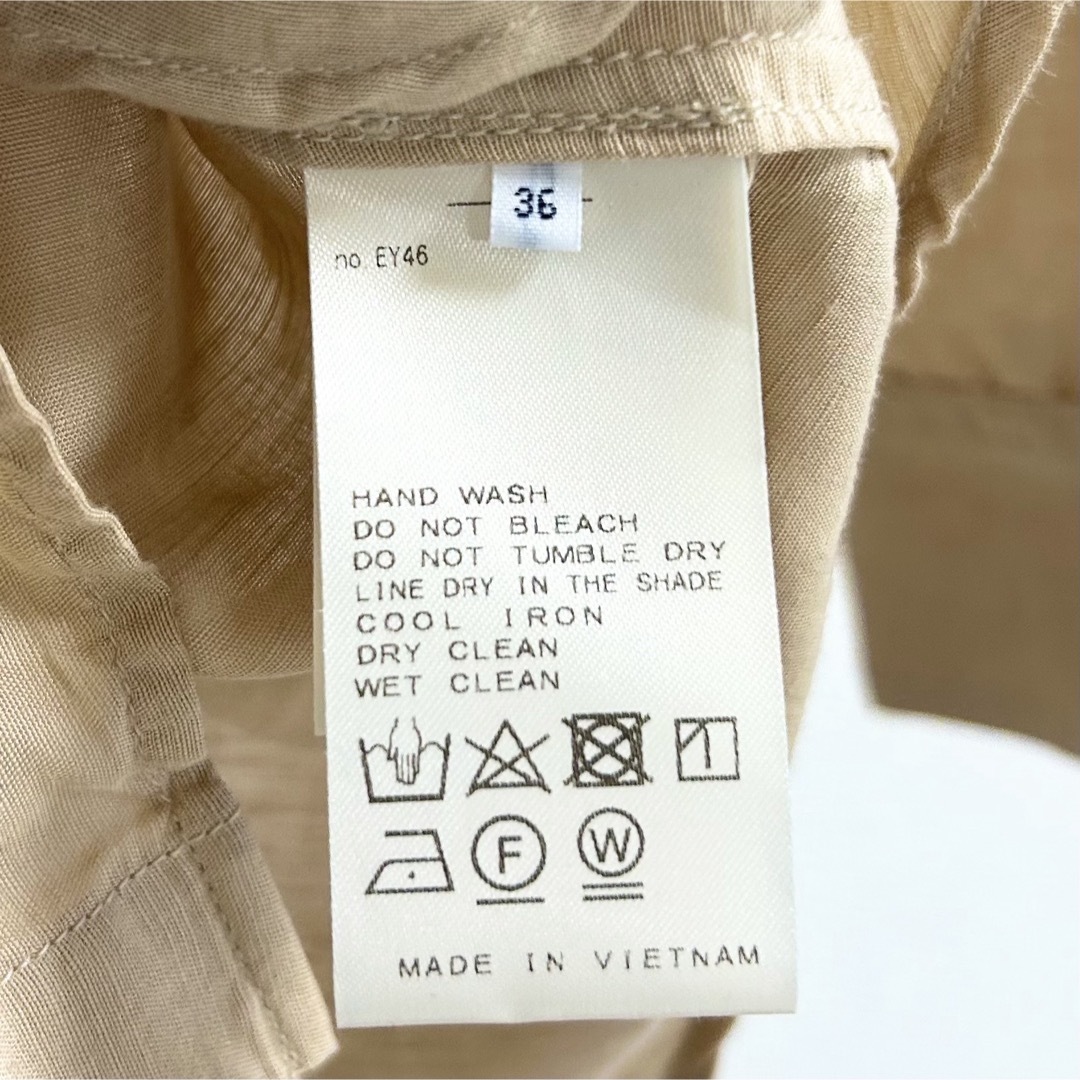 36
no. EY46
HAND WASH
DO NOT BLEACH
DO NOT TUMBLE DRY
LINE DRY IN THE SHADE
COOL IRON
DRY CLEAN
WET CLEAN
F
W
MADE IN VIETNAM